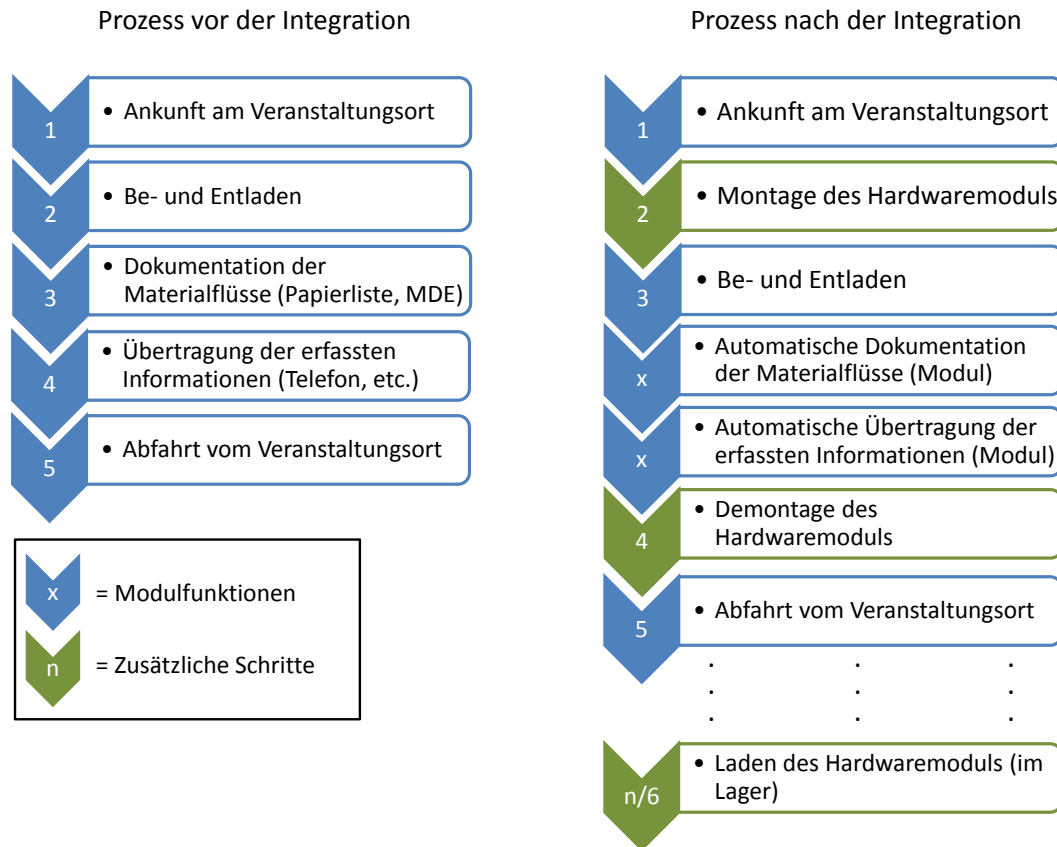 Prozess vor der Integration
1
• Ankunft am Veranstaltungsort
2
• Be- und Entladen
3
• Dokumentation der
Materialflüsse (Papierliste, MDE)
4
• Übertragung der erfassten
Informationen (Telefon, etc.)
5
• Abfahrt vom Veranstaltungsort
x
= Modulfunktionen
n
= Zusätzliche Schritte
Prozess nach der Integration
1
• Ankunft am Veranstaltungsort
2
• Montage des Hardwaremoduls
3
• Be- und Entladen
x
• Automatische Dokumentation
der Materialflüsse (Modul)
x
• Automatische Übertragung der
erfassten Informationen (Modul)
4
• Demontage des
Hardwaremoduls
5
• Abfahrt vom Veranstaltungsort
. . .
. . .
. . .
n/6
• Laden des Hardwaremoduls (im
Lager)